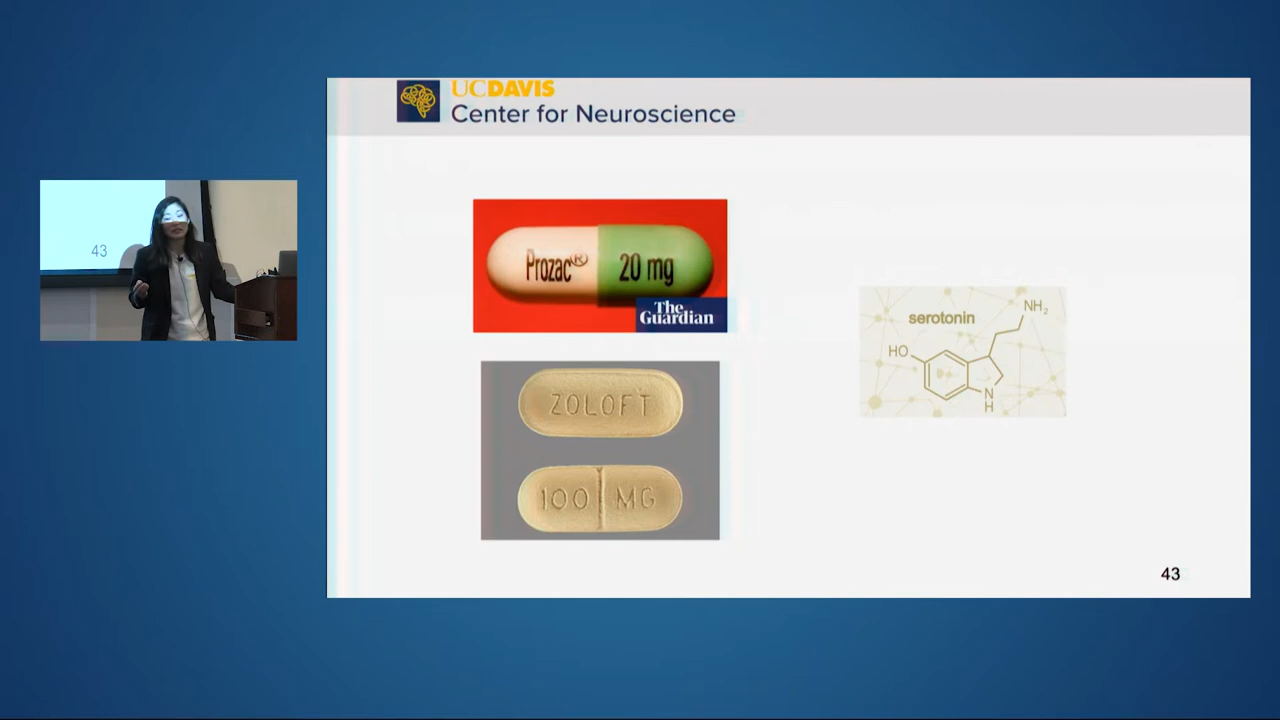 UCDAVIS
Center for Neuroscience
43
Prozac® 20 mg
The
Guardian
serotonin
NH₂
HO
N
H
ZOLOFT
100 MG
43